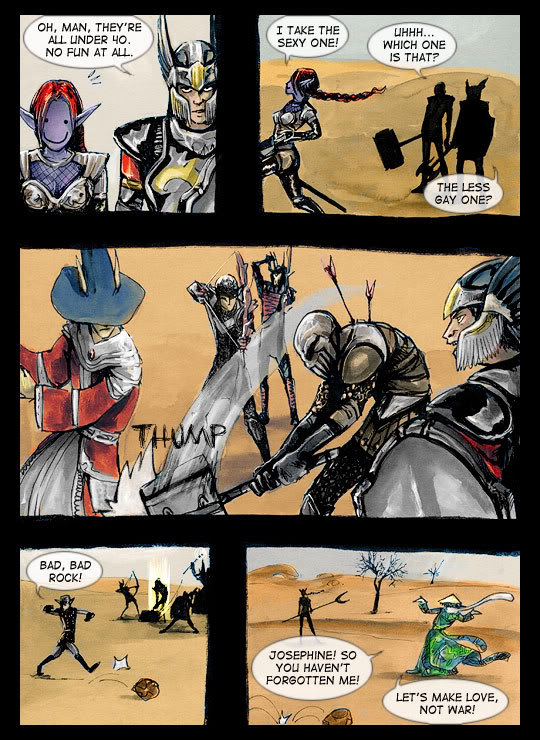 OH, MAN, THEY'RE
ALL UNDER 40.
NO FUN AT ALL.
I TAKE THE
SEXY ONE!
UHHH...
WHICH ONE
IS THAT?
THE LESS
GAY ONE?
THUMP
BAD, BAD
ROCK!
JOSEPHINE! SO
YOU HAVEN'T
FORGOTTEN ME!
LET'S MAKE LOVE,
NOT WAR!